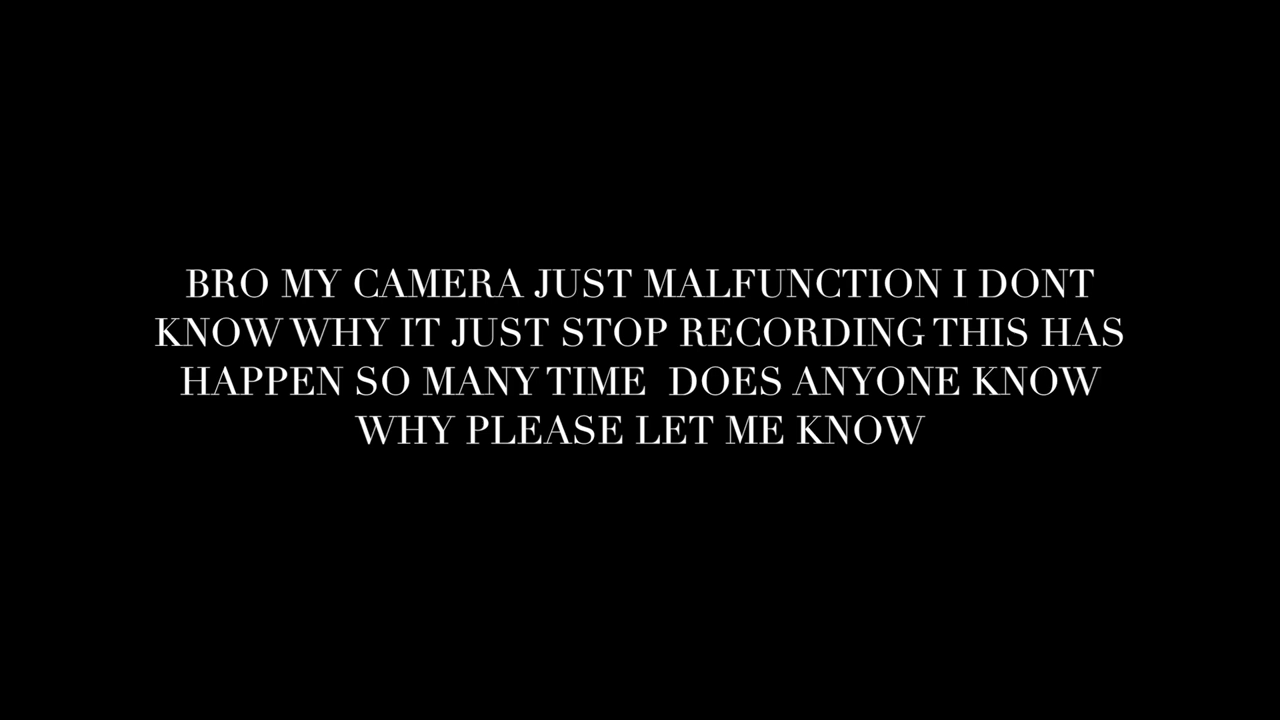 BRO MY CAMERA JUST MALFUNCTION I DONT
KNOW WHY IT JUST STOP RECORDING THIS HAS
HAPPEN SO MANY TIME  DOES ANYONE KNOW
WHY PLEASE LET ME KNOW